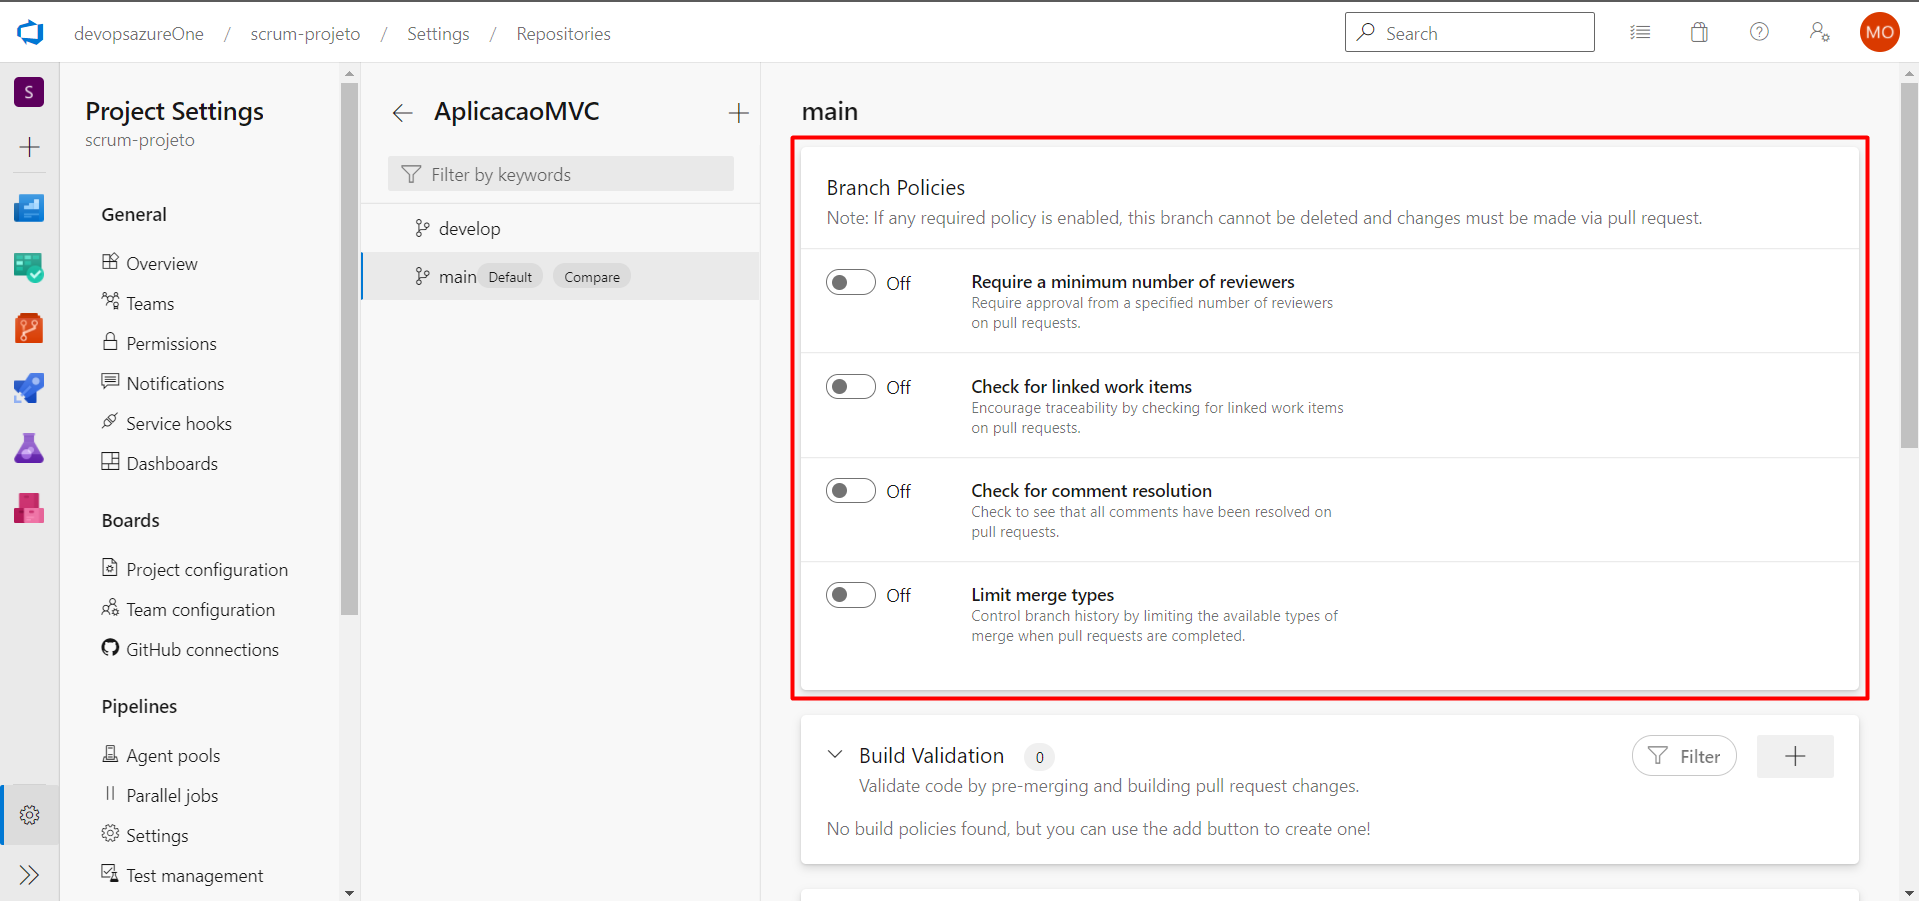 devopsazureOne / scrum-projeto / Settings / Repositories
Search
MO
S
Project Settings
scrum-projeto
General
Overview
Teams
Permissions
Notifications
Service hooks
Dashboards
Boards
Project configuration
Team configuration
GitHub connections
Pipelines
Agent pools
Parallel jobs
Settings
Test management
AplicacaoMVC
Filter by keywords
develop
main Default Compare
main
Branch Policies
Note: If any required policy is enabled, this branch cannot be deleted and changes must be made via pull request.
Off
Require a minimum number of reviewers
Require approval from a specified number of reviewers
on pull requests.
Off
Check for linked work items
Encourage traceability by checking for linked work items
on pull requests.
Off
Check for comment resolution
Check to see that all comments have been resolved on
pull requests.
Off
Limit merge types
Control branch history by limiting the available types of
merge when pull requests are completed.
Build Validation 0
Filter
Validate code by pre-merging and building pull request changes.
No build policies found, but you can use the add button to create one!